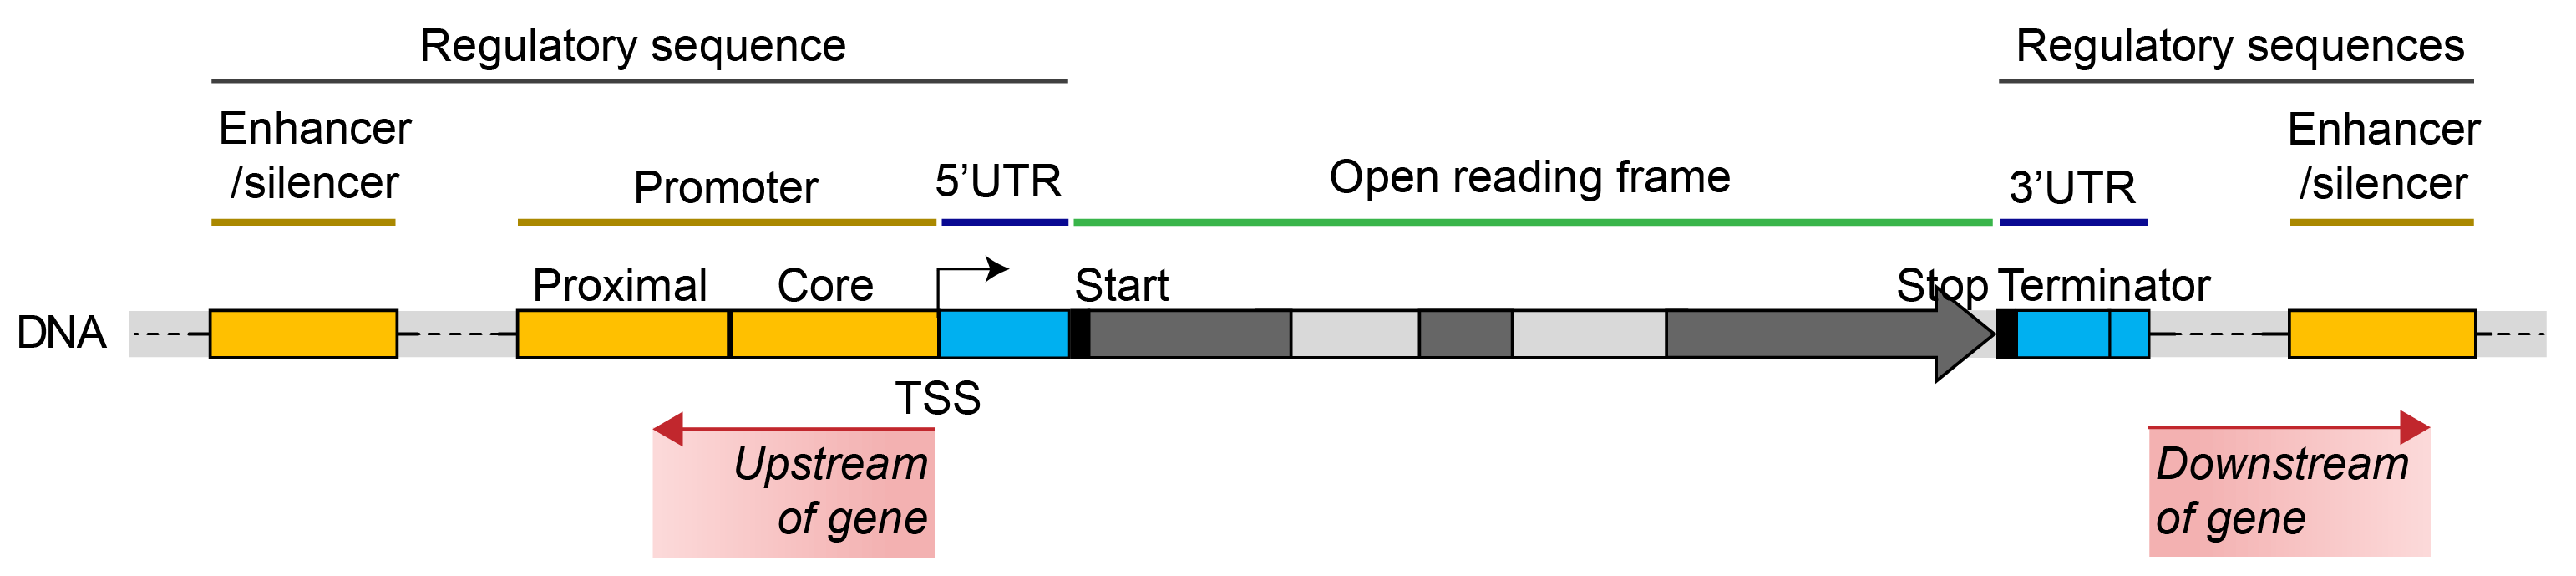 Regulatory sequence
Regulatory sequences
Enhancer
/silencer
Promoter
5’UTR
Open reading frame
3’UTR
Enhancer
/silencer
Proximal
Core
Start
Stop
Terminator
DNA
TSS
Upstream
of gene
Downstream
of gene